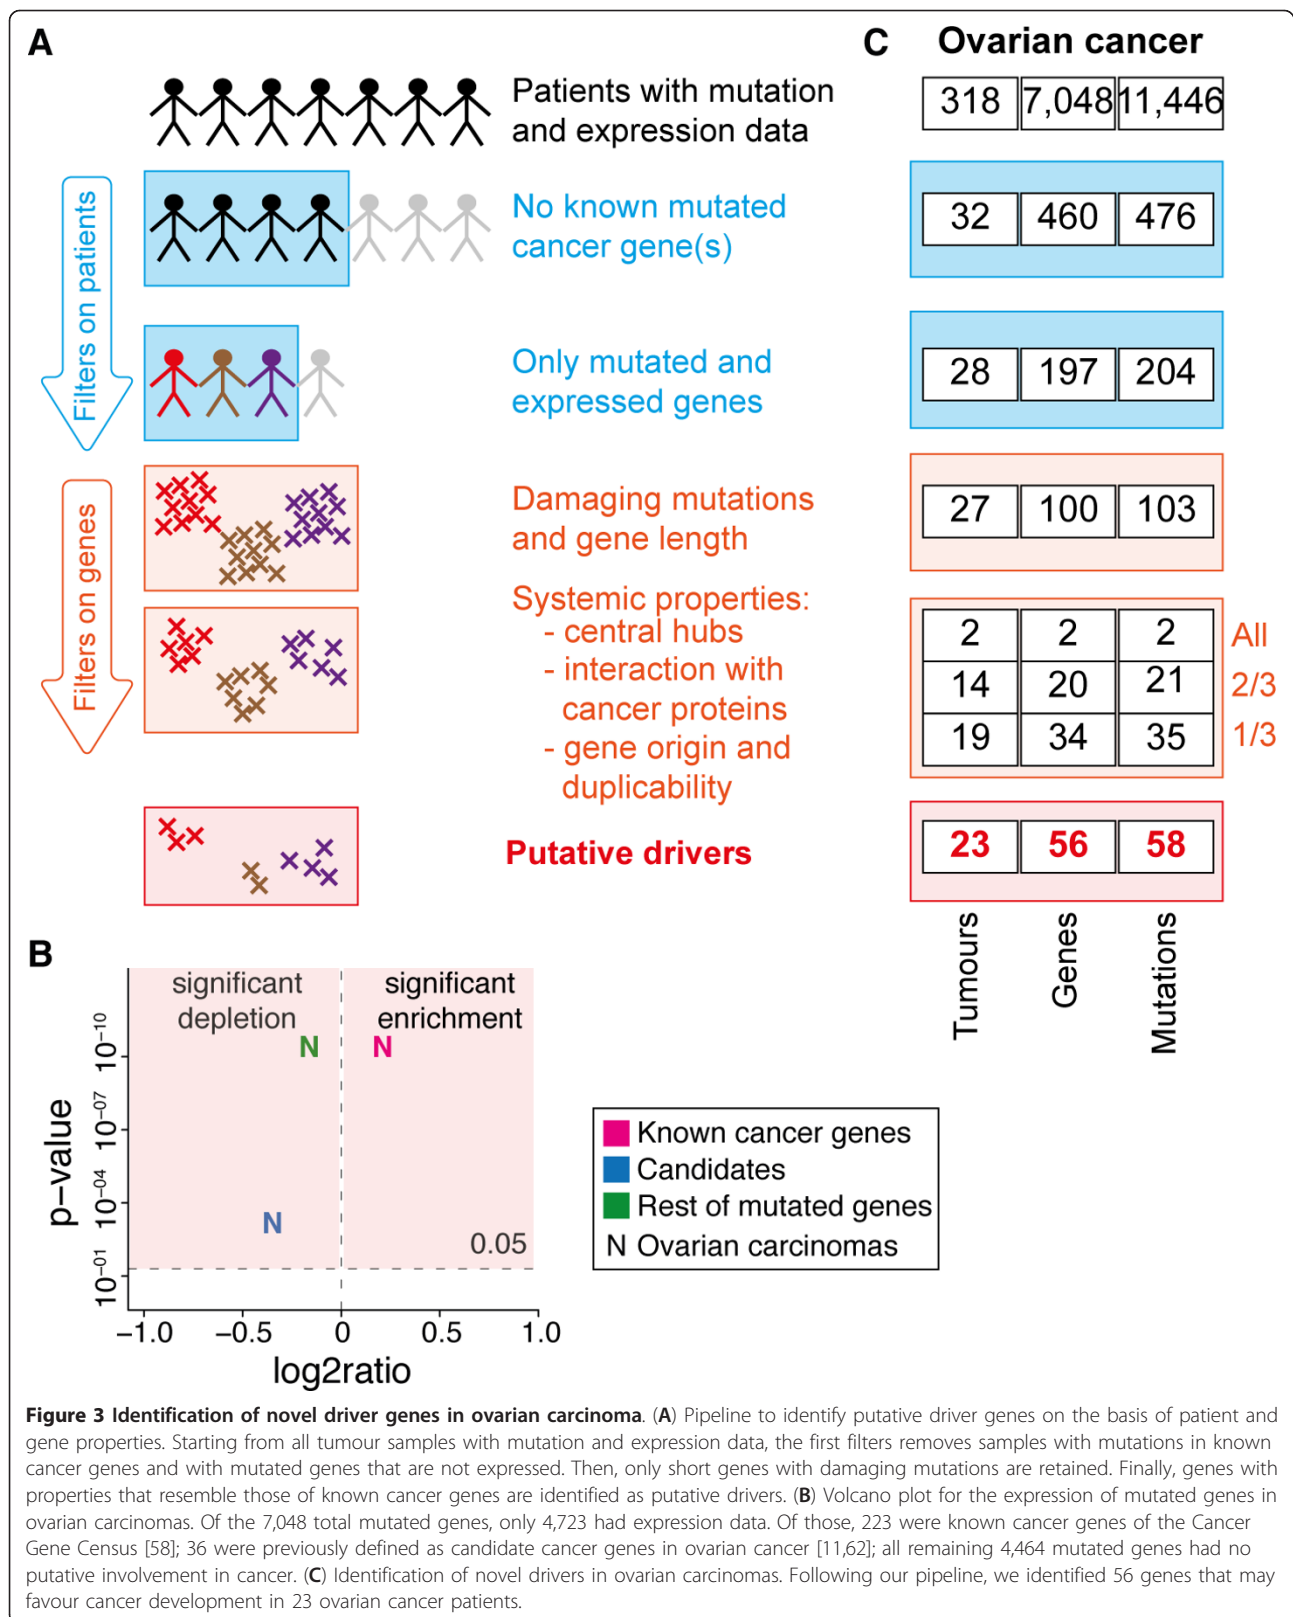 A
Patients with mutation
and expression data
Filters on patients
No known mutated
cancer gene(s)
Only mutated and
expressed genes
Filters on genes
Damaging mutations
and gene length
Systemic properties:
- central hubs
- interaction with
cancer proteins
- gene origin and
duplicability
Putative drivers
C
Ovarian cancer
318 7,048 11,446
32 460 476
28 197 204
27 100 103
2 2 2 All
14 20 21 2/3
19 34 35 1/3
23 56 58
Tumours
Genes
Mutations
B
significant
depletion
significant
enrichment
N N
N
0.05
p-value
10−10
10−07
10−04
10−01
−1.0 −0.5 0 0.5 1.0
log2ratio
Known cancer genes
Candidates
Rest of mutated genes
N Ovarian carcinomas
Figure 3 Identification of novel driver genes in ovarian carcinoma. (A) Pipeline to identify putative driver genes on the basis of patient and
gene properties. Starting from all tumour samples with mutation and expression data, the first filters removes samples with mutations in known
cancer genes and with mutated genes that are not expressed. Then, only short genes with damaging mutations are retained. Finally, genes with
properties that resemble those of known cancer genes are identified as putative drivers. (B) Volcano plot for the expression of mutated genes in
ovarian carcinomas. Of the 7,048 total mutated genes, only 4,723 had expression data. Of those, 223 were known cancer genes of the Cancer
Gene Census [58]; 36 were previously defined as candidate cancer genes in ovarian cancer [11,62]; all remaining 4,464 mutated genes had no
putative involvement in cancer. (C) Identification of novel drivers in ovarian carcinomas. Following our pipeline, we identified 56 genes that may
favour cancer development in 23 ovarian cancer patients.